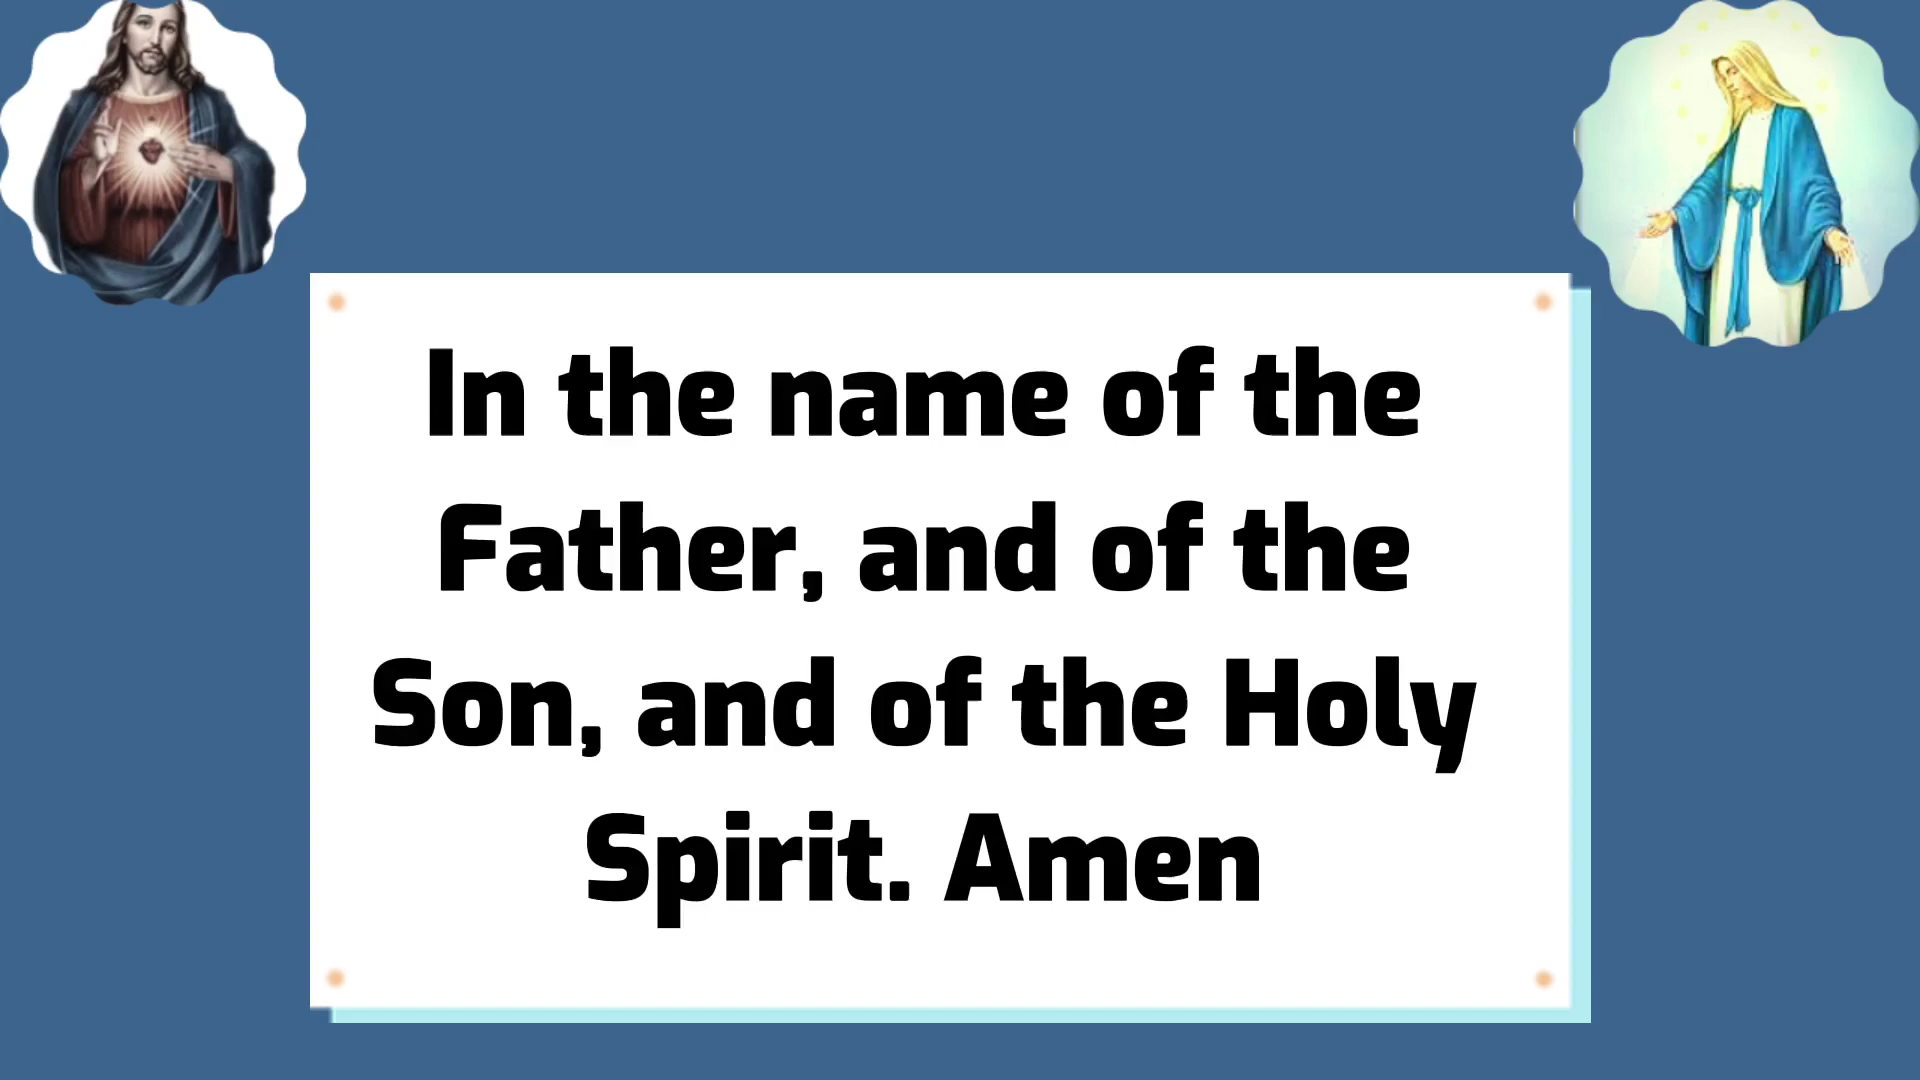 In the name of the
Father, and of the
Son, and of the Holy
Spirit. Amen